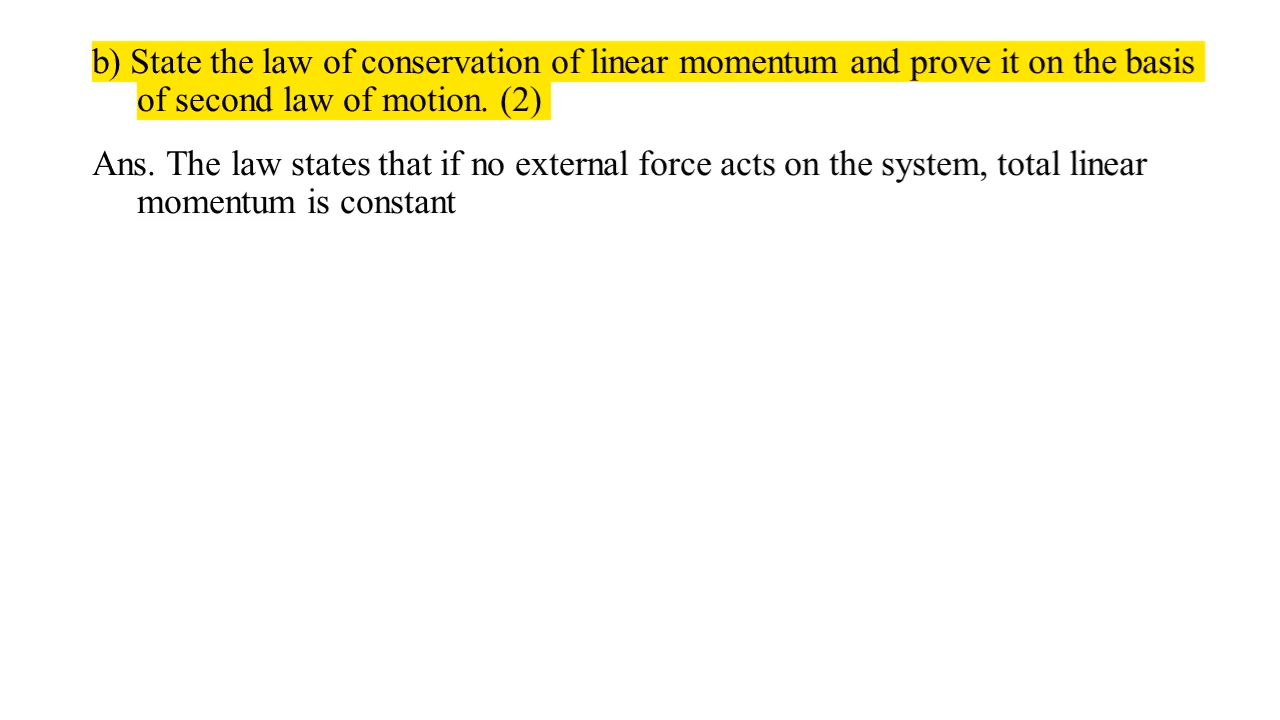 b) State the law of conservation of linear momentum and prove it on the basis
of second law of motion. (2)
Ans. The law states that if no external force acts on the system, total linear
momentum is constant